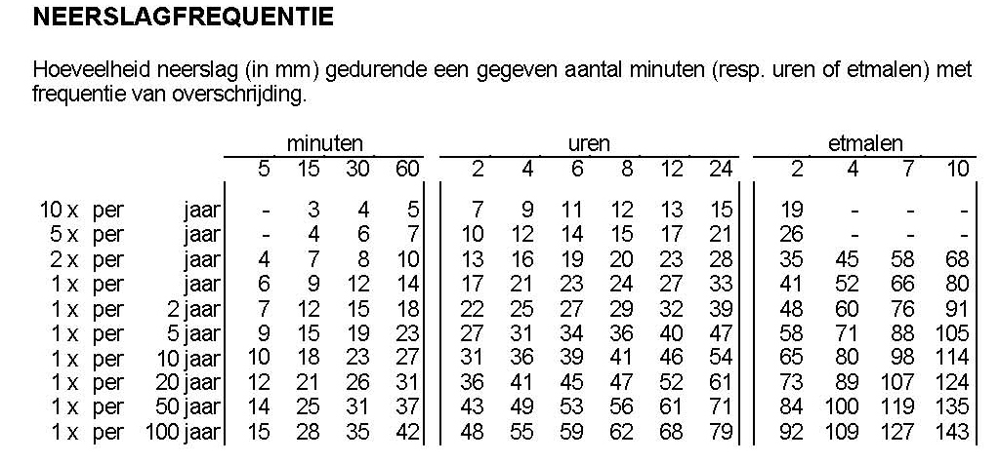 NEERSLAGFREQUENTIE
Hoeveelheid neerslag (in mm) gedurende een gegeven aantal minuten (resp. uren of etmalen) met
frequentie van overschrijding.
minuten uren etmalen
5 15 30 60 2 4 6 8 12 24 2 4 7 10
10 x per jaar - 3 4 5 7 9 11 12 13 15 19 - - -
5 x per jaar - 4 6 7 10 12 14 15 17 21 26 - - -
2 x per jaar 4 7 8 10 13 16 19 20 23 28 35 45 58 68
1 x per jaar 6 9 12 14 17 21 23 24 27 33 41 52 66 80
1 x per 2 jaar 7 12 15 18 22 25 27 29 32 39 48 60 76 91
1 x per 5 jaar 9 15 19 23 27 31 34 36 40 47 58 71 88 105
1 x per 10 jaar 10 18 23 27 31 36 39 41 46 54 65 80 98 114
1 x per 20 jaar 12 21 26 31 36 41 45 47 52 61 73 89 107 124
1 x per 50 jaar 14 25 31 37 43 49 53 56 61 71 84 100 119 135
1 x per 100 jaar 15 28 35 42 48 55 59 62 68 79 92 109 127 143